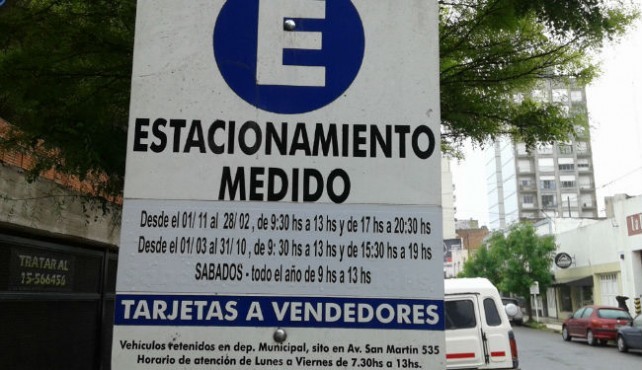 E
ESTACIONAMIENTO
MEDIDO
Desde el 01/ 11 al 28/ 02 , de 9:30 hs a 13 hs y de 17 hs a 20:30 hs
Desde el 01/ 03 al 31/ 10 , de 9: 30 hs a 13 hs y de 15:30 hs a 19 hs
SABADOS - todo el año de 9 hs a 13 hs
TARJETAS A VENDEDORES
Vehículos retenidos en dep. Municipal, sito en Av. San Martín 535
Horario de atención de Lunes a Viernes de 7.30hs a 13hs.
TRATAR AL
15-566456